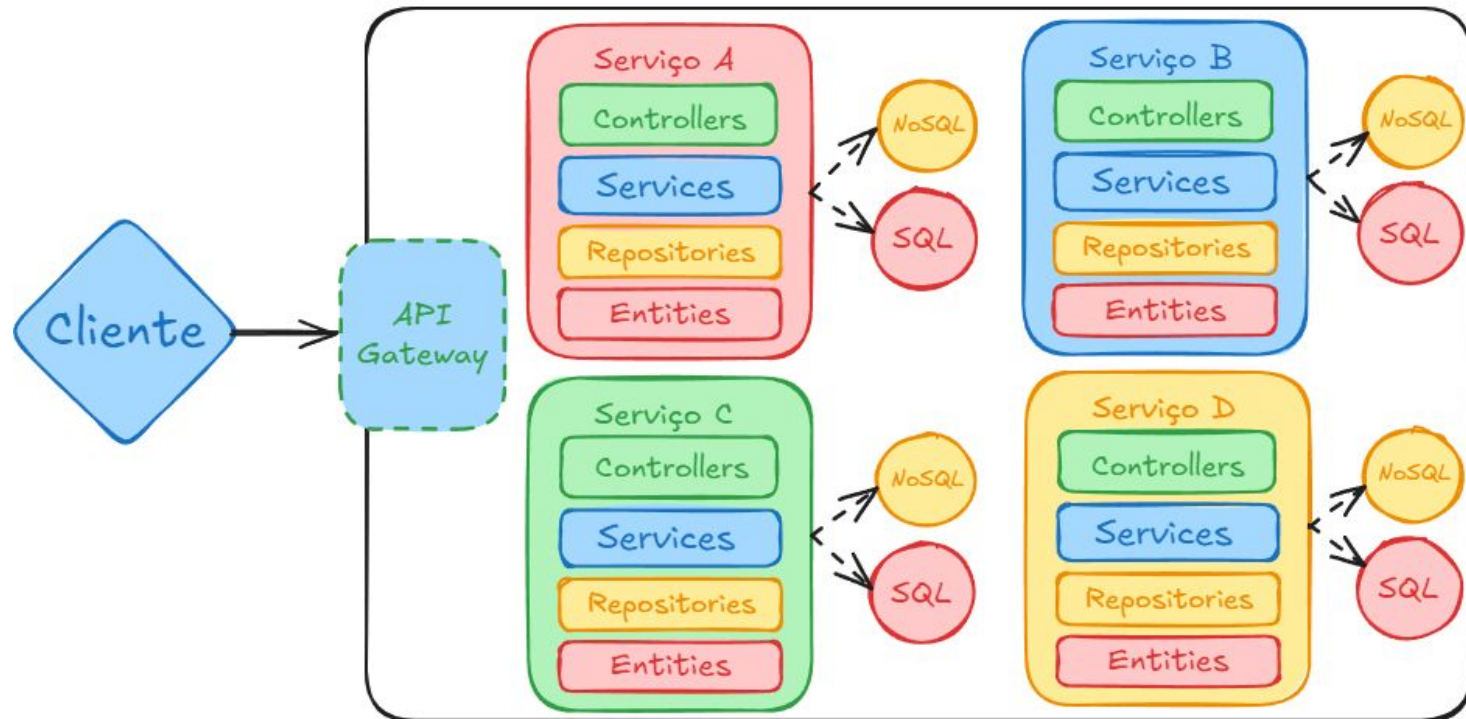 Cliente
API
Gateway
Serviço A
Controllers
Services
Repositories
Entities
NoSQL
SQL
Serviço B
Controllers
Services
Repositories
Entities
NoSQL
SQL
Serviço C
Controllers
Services
Repositories
Entities
NoSQL
SQL
Serviço D
Controllers
Services
Repositories
Entities
NoSQL
SQL